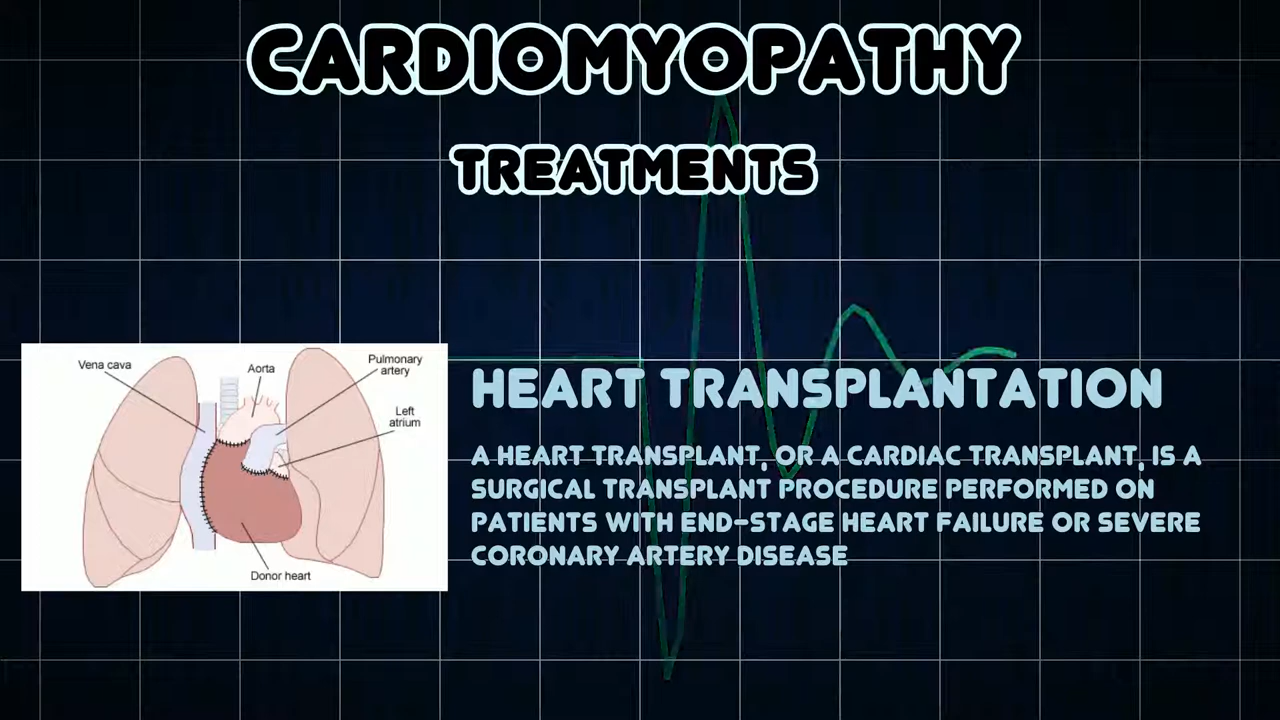 CARDIOMYOPATHY
TREATMENTS
Vena cava
Aorta
Pulmonary
artery
Left
atrium
Donor heart
HEART TRANSPLANTATION
A HEART TRANSPLANT, OR A CARDIAC TRANSPLANT, IS A
SURGICAL TRANSPLANT PROCEDURE PERFORMED ON
PATIENTS WITH END-STAGE HEART FAILURE OR SEVERE
CORONARY ARTERY DISEASE